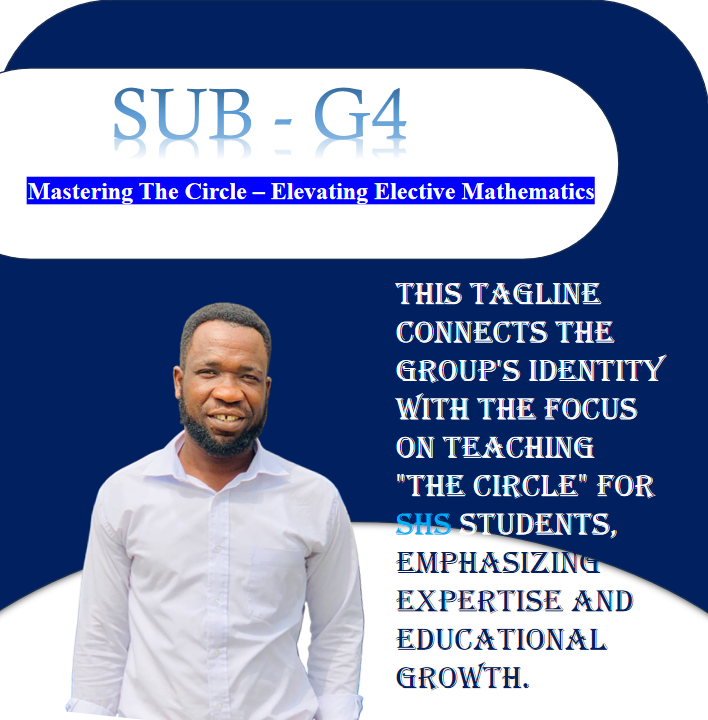 SUB - G4
Mastering The Circle – Elevating Elective Mathematics
THIS TAGLINE
CONNECTS THE
GROUP'S IDENTITY
WITH THE FOCUS
ON TEACHING
"THE CIRCLE" FOR
SHS STUDENTS,
EMPHASIZING
EXPERTISE AND
EDUCATIONAL
GROWTH.